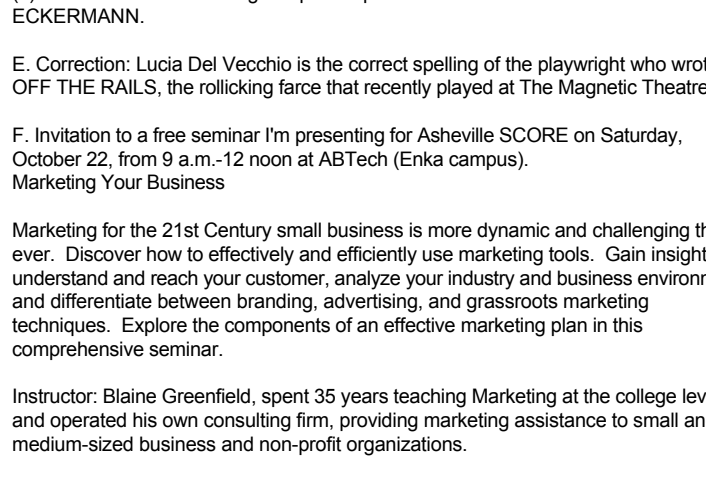 ECKERMANN.
E. Correction: Lucia Del Vecchio is the correct spelling of the playwright who wrot
OFF THE RAILS, the rollicking farce that recently played at The Magnetic Theatre
F. Invitation to a free seminar I'm presenting for Asheville SCORE on Saturday,
October 22, from 9 a.m.-12 noon at ABTech (Enka campus).
Marketing Your Business
Marketing for the 21st Century small business is more dynamic and challenging th
ever.  Discover how to effectively and efficiently use marketing tools.  Gain insight
understand and reach your customer, analyze your industry and business environ
and differentiate between branding, advertising, and grassroots marketing
techniques.  Explore the components of an effective marketing plan in this
comprehensive seminar.
Instructor: Blaine Greenfield, spent 35 years teaching Marketing at the college lev
and operated his own consulting firm, providing marketing assistance to small an
medium-sized business and non-profit organizations.